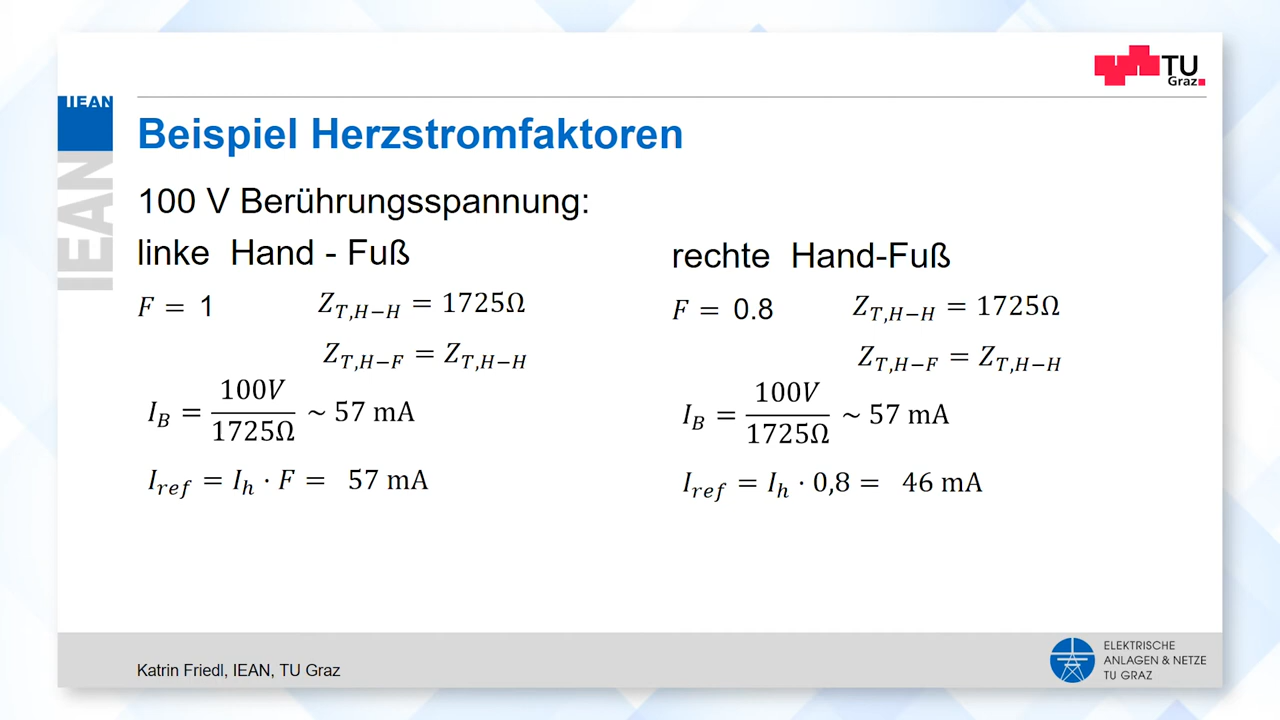 TU
Graz
IEAN
IEAN
Beispiel Herzstromfaktoren
100 V Berührungsspannung:
linke Hand - Fuß
F = 1 Z_{T,H−H} = 1725Ω
Z_{T,H−F} = Z_{T,H−H}
I_B = \frac{100V}{1725Ω} ~ 57 mA
I_{ref} = I_h · F = 57 mA
rechte Hand-Fuß
F = 0.8 Z_{T,H−H} = 1725Ω
Z_{T,H−F} = Z_{T,H−H}
I_B = \frac{100V}{1725Ω} ~ 57 mA
I_{ref} = I_h · 0,8 = 46 mA
Katrin Friedl, IEAN, TU Graz
ELEKTRISCHE
ANLAGEN & NETZE
TU GRAZ